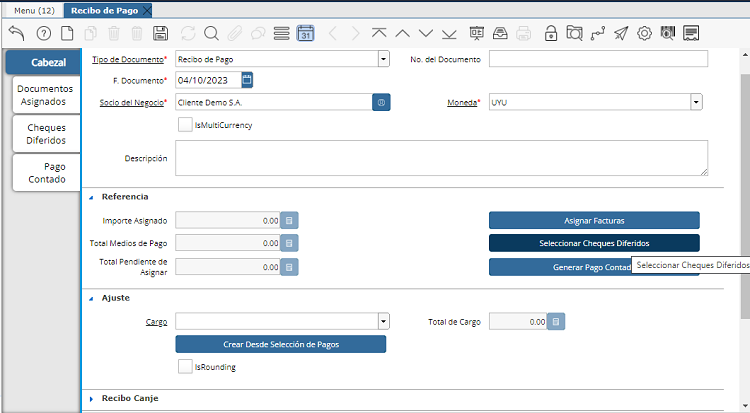 Menu (12) Recibo de Pago
31
Cabezal
Documentos
Asignados
Cheques
Diferidos
Pago
Contado
Tipo de Documento* Recibo de Pago No. del Documento
F. Documento* 04/10/2023
Socio del Negocio* Cliente Demo S.A. Moneda* UYU
IsMultiCurrency
Descripción
Referencia
Importe Asignado 0.00 Asignar Facturas
Total Medios de Pago 0.00 Seleccionar Cheques Diferidos
Total Pendiente de
Asignar 0.00 Generar Pago Contad
Seleccionar Cheques Diferidos
Ajuste
Cargo Total de Cargo 0.00
Crear Desde Selección de Pagos
IsRounding
Recibo Canje